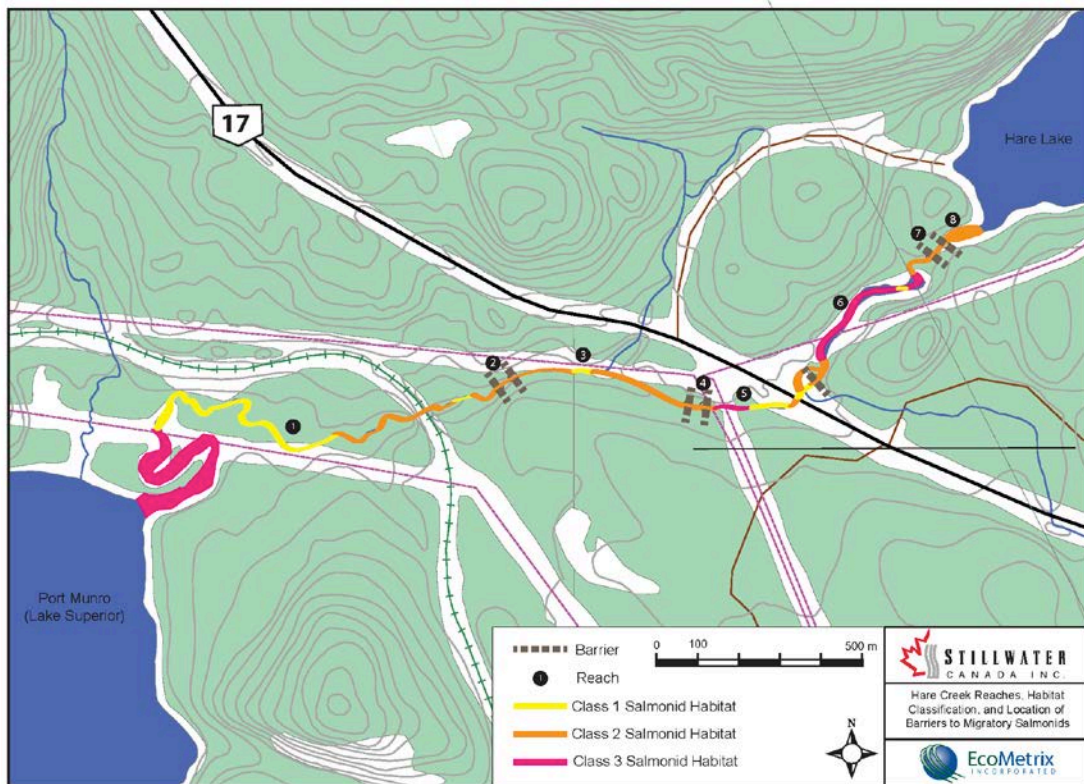 17
Hare Lake
8
7
6
2
3
4
5
1
Port Munro
(Lake Superior)
Barrier
1
Reach
Class 1 Salmonid Habitat
Class 2 Salmonid Habitat
Class 3 Salmonid Habitat
0 100 500 m
N
STILLWATER
CANADA INC.
Hare Creek Reaches, Habitat
Classification, and Location of
Barriers to Migratory Salmonids
EcoMetrix
INCORPORATED